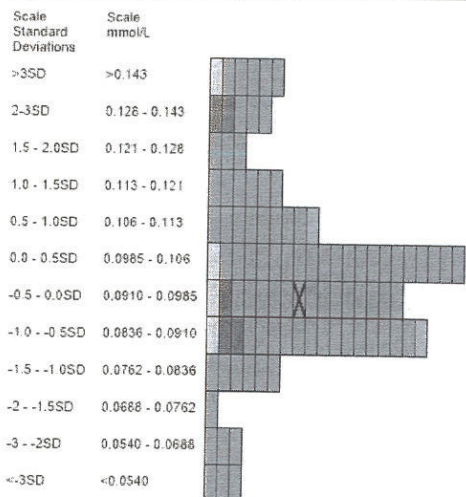 Scale Standard Deviations
Scale mmol/L
>3SD >0.143
2-3SD 0.128 - 0.143
1.5 - 2.0SD 0.121 - 0.128
1.0 - 1.5SD 0.113 - 0.121
0.5 - 1.0SD 0.106 - 0.113
0.0 - 0.5SD 0.0985 - 0.106
-0.5 - 0.0SD 0.0910 - 0.0985
X
-1.0 - -0.5SD 0.0836 - 0.0910
-1.5 - -1.0SD 0.0762 - 0.0836
-2 - -1.5SD 0.0688 - 0.0762
-3 - -2SD 0.0540 - 0.0688
<-3SD <0.0540